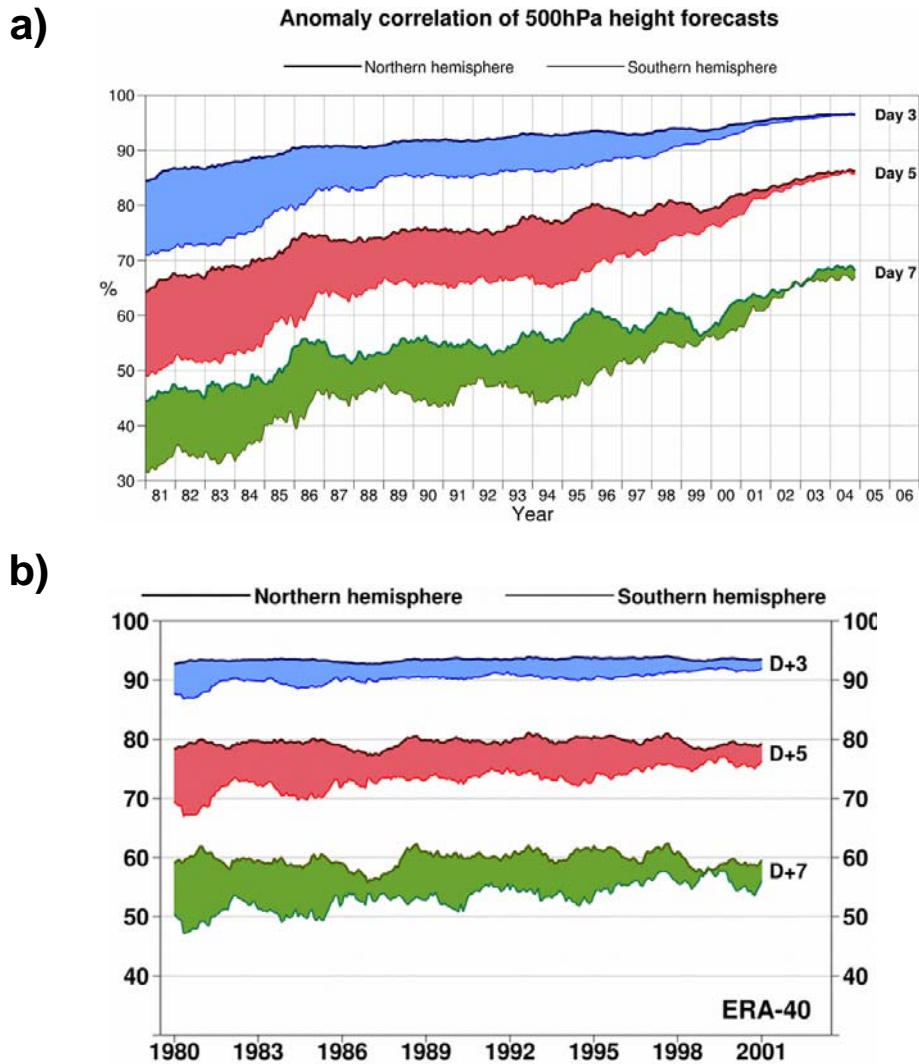 a)
Anomaly correlation of 500hPa height forecasts
Northern hemisphere Southern hemisphere
100
90
80
70
%
60
50
40
30
Day 3
Day 5
Day 7
81 82 83 84 85 86 87 88 89 90 91 92 93 94 95 96 97 98 99 00 01 02 03 04 05 06
Year
b)
Northern hemisphere Southern hemisphere
100 100
D+3
90 90
80 D+5 80
70 70
60 60
D+7
50 50
40 40
ERA-40
1980 1983 1986 1989 1992 1995 1998 2001